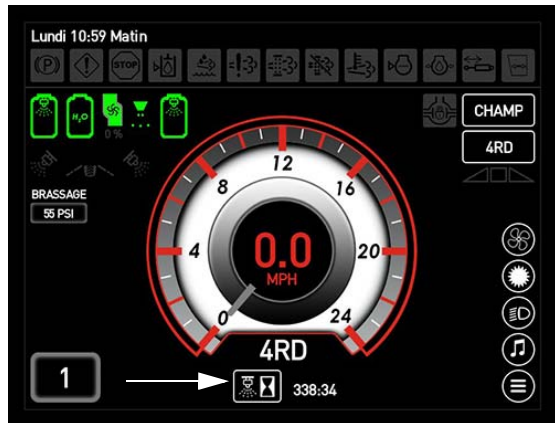 Lundi 10:59 Matin
(P) STOP
H₂O
0 %
CHAMP
4RD
BRASSAGE
55 PSI
0 4 8 12 16 20 24
0.0
MPH
4RD
1
338:34